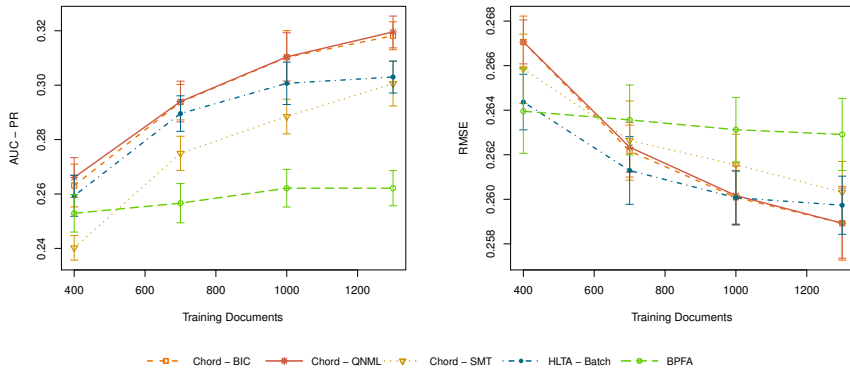 AUC − PR
0.24 0.26 0.28 0.30 0.32
400 600 800 1000 1200
Training Documents
RMSE
0.258 0.260 0.262 0.264 0.266 0.268
400 600 800 1000 1200
Training Documents
Chord − BIC Chord − QNML Chord − SMT HLTA − Batch BPFA